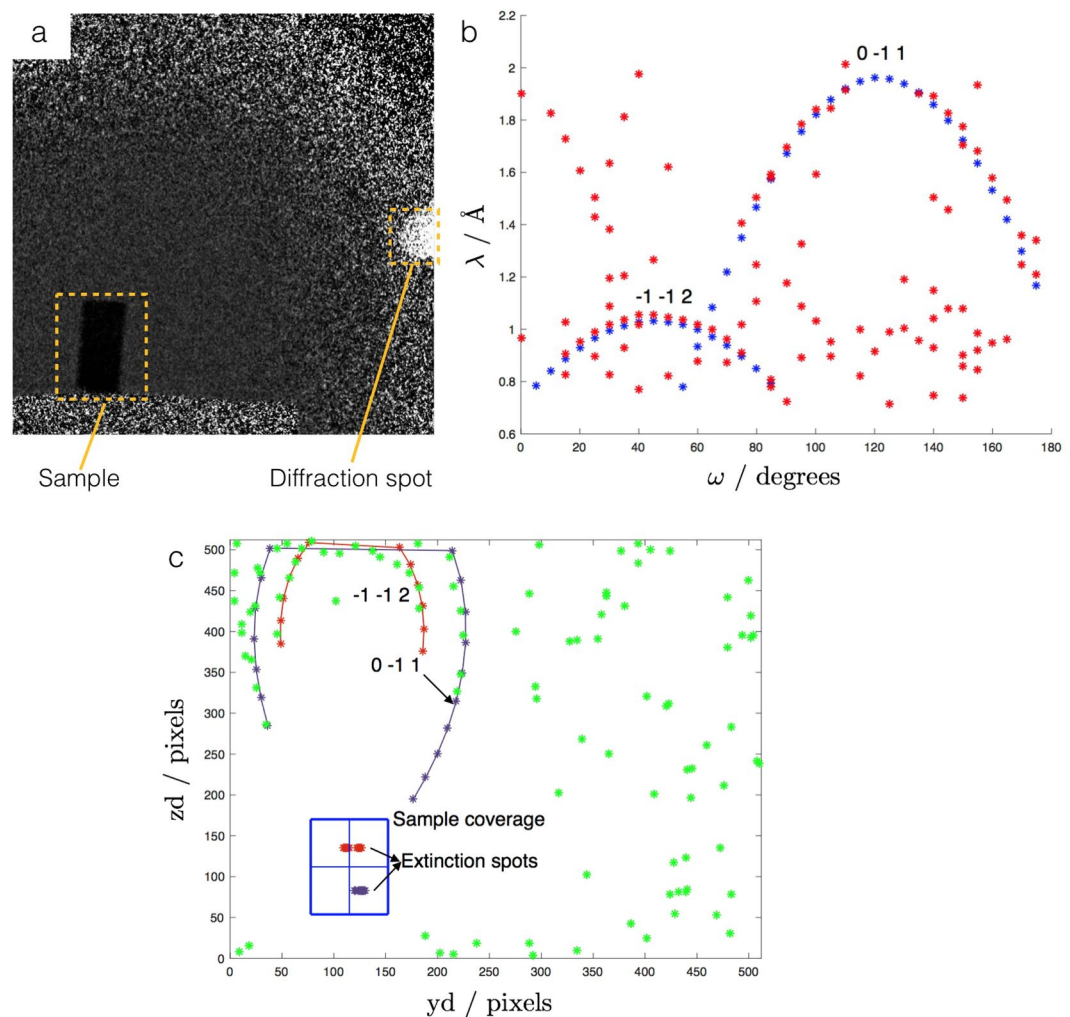 a
Sample
Diffraction spot
b
2
1.8
1.6
1.4
1.2
1
0.8
0.6
0 -1 1
-1 -1 2
λ / Å
0 20 40 60 80 100 120 140 160 180
ω / degrees
c
500
450
400
350
300
250
200
150
100
50
0
-1 -1 2
0 -1 1
Sample coverage
Extinction spots
zd / pixels
0 50 100 150 200 250 300 350 400 450 500
yd / pixels